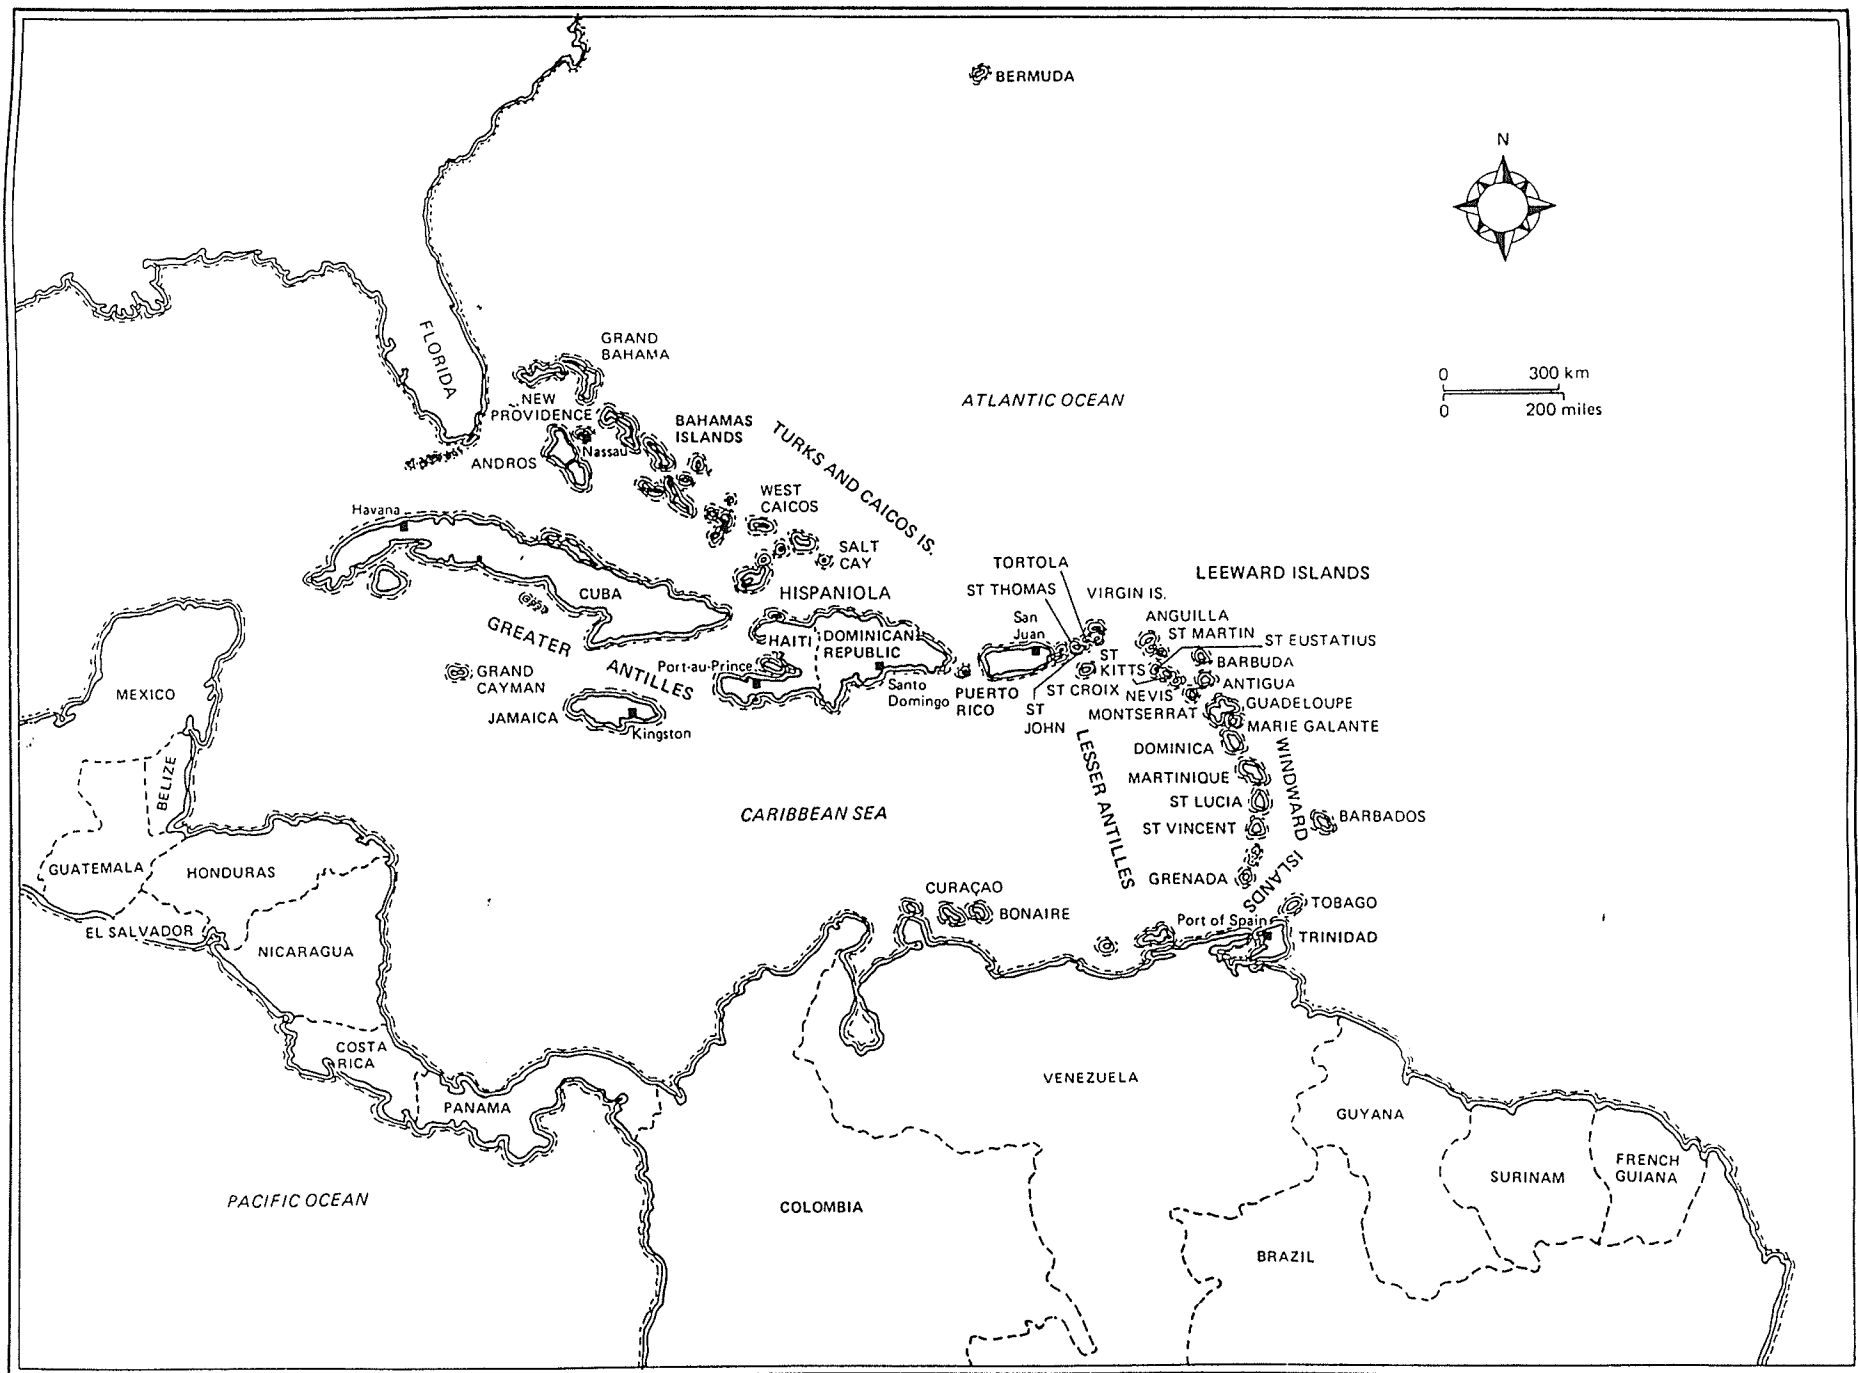 BERMUDA
N
FLORIDA
GRAND
BAHAMA
0 300 km
0 200 miles
ATLANTIC OCEAN
NEW
PROVIDENCE
BAHAMAS
ISLANDS
Nassau
ANDROS
TURKS AND CAICOS IS.
WEST
CAICOS
Havana
SALT
CAY
TORTOLA
ST THOMAS
VIRGIN IS.
LEEWARD ISLANDS
CUBA
HISPANIOLA
GREATER
ANTILLES
San
Juan
ANGUILLA
ST MARTIN
ST EUSTATIUS
HAITI
DOMINICAN
REPUBLIC
Port-au-Prince
ST
KITTS
BARBUDA
GRAND
CAYMAN
MEXICO
Santo
Domingo
PUERTO
RICO
ST CROIX
NEVIS
ANTIGUA
JAMAICA
Kingston
ST
JOHN
MONTSERRAT
GUADELOUPE
MARIE GALANTE
DOMINICA
LESSER ANTILLES
WINDWARD ISLANDS
MARTINIQUE
BELIZE
CARIBBEAN SEA
ST LUCIA
ST VINCENT
BARBADOS
GUATEMALA
HONDURAS
GRENADA
CURAÇAO
BONAIRE
TOBAGO
Port of Spain
TRINIDAD
EL SALVADOR
NICARAGUA
COSTA
RICA
PANAMA
VENEZUELA
GUYANA
SURINAM
FRENCH
GUIANA
PACIFIC OCEAN
COLOMBIA
BRAZIL